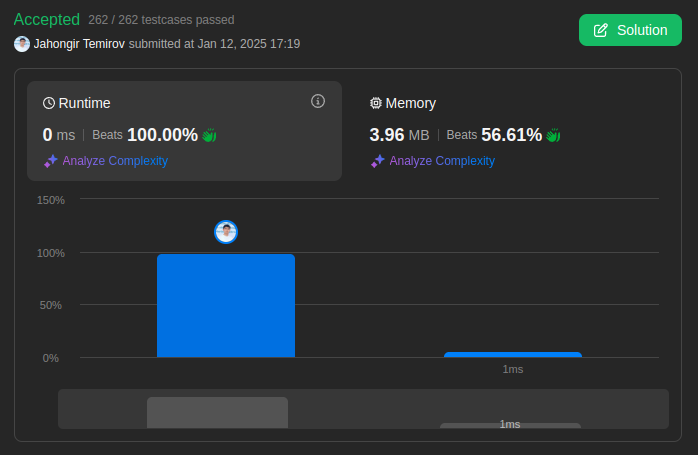 Accepted 262 / 262 testcases passed
Jahongir Temirov submitted at Jan 12, 2025 17:19
Solution
Runtime
0 ms | Beats 100.00%
Analyze Complexity
Memory
3.96 MB | Beats 56.61%
Analyze Complexity
150%
100%
50%
0%
1ms
1ms